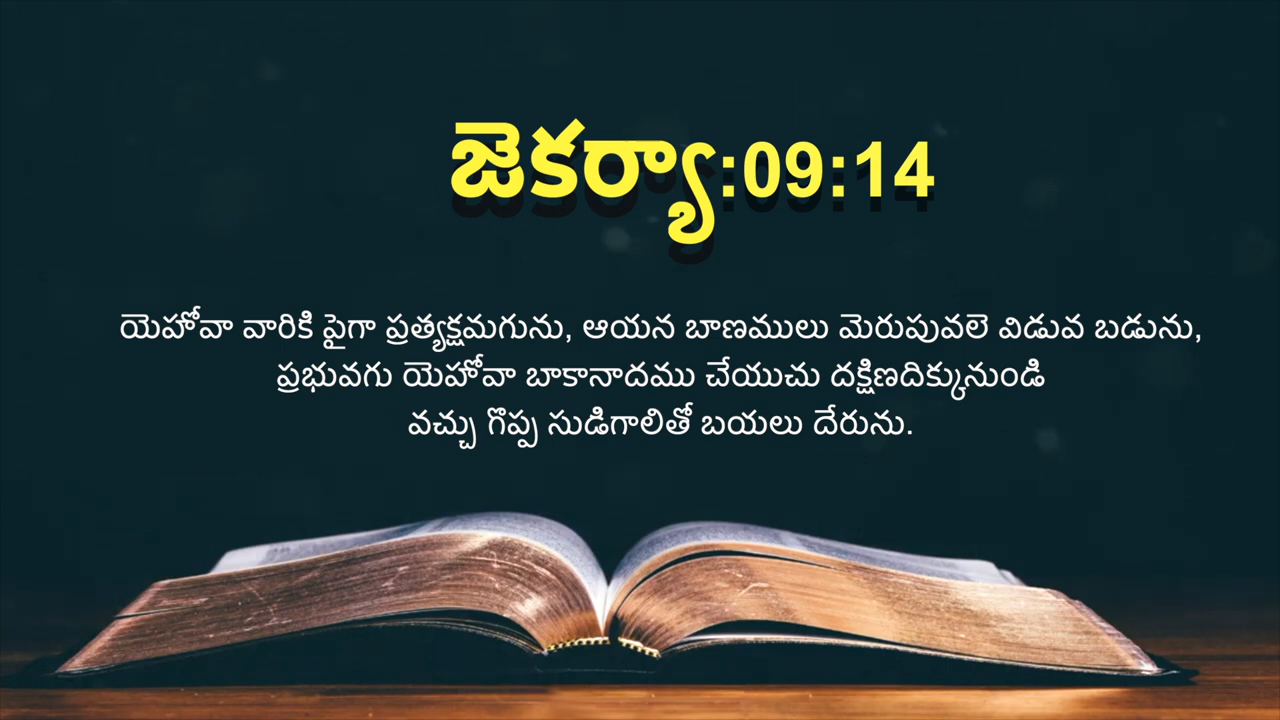 జెకర్యా:09:14
యెహోవా వారికి పైగా ప్రత్యక్షమగును, ఆయన బాణములు మెరుపువలె విడువ బడును,
ప్రభువగు యెహోవా బాకానాదము చేయుచు దక్షిణదిక్కునుండి
వచ్చు గొప్ప సుడిగాలితో బయలు దేరును.